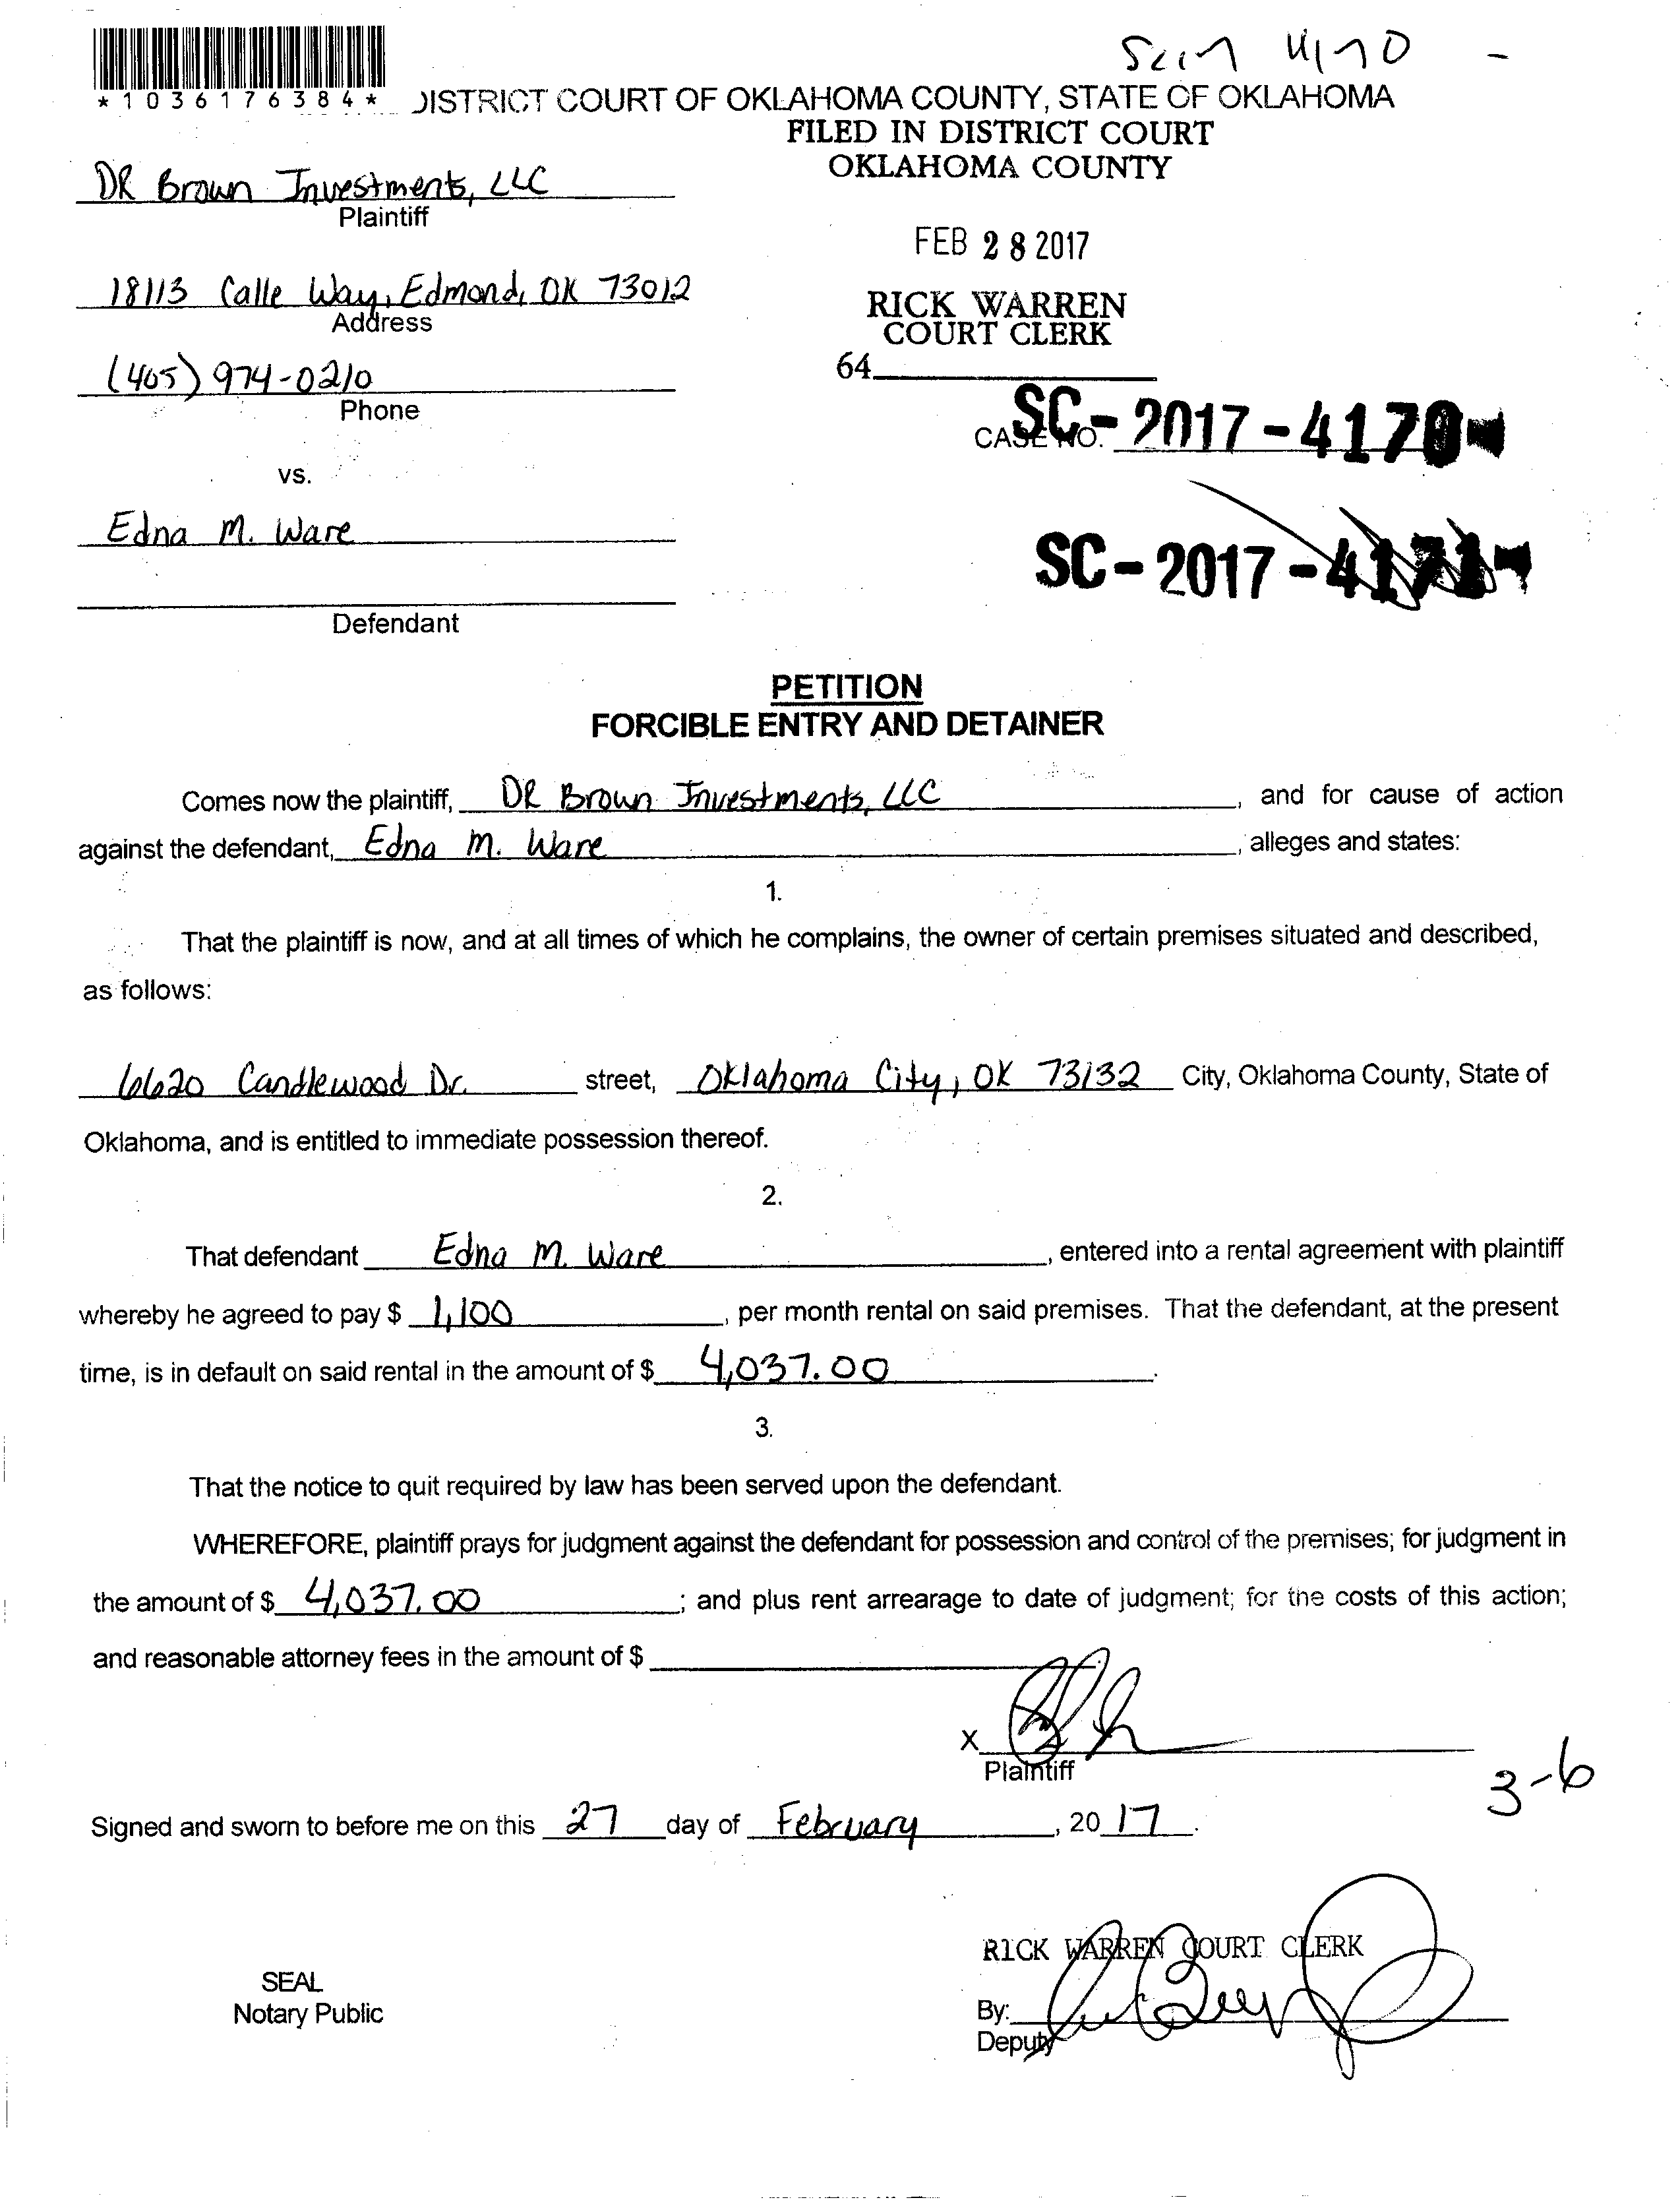 *1036176384*
DISTRICT COURT OF OKLAHOMA COUNTY, STATE OF OKLAHOMA
FILED IN DISTRICT COURT
OKLAHOMA COUNTY
DR Brown Investments, LLC
Plaintiff
FEB 28 2017
18113 Calle Way, Edmond, OK 73012
Address
RICK WARREN
COURT CLERK
64
(405) 974-0210
Phone
CASE NO. SC-2017-4170
vs.
Edna M. Ware
SC-2017-4171
Defendant
PETITION
FORCIBLE ENTRY AND DETAINER
Comes now the plaintiff, DR Brown Investments, LLC, and for cause of action
against the defendant, Edna M. Ware, alleges and states:
1.
That the plaintiff is now, and at all times of which he complains, the owner of certain premises situated and described,
as follows:
6620 Candlewood Dr. street, Oklahoma City, OK 73132 City, Oklahoma County, State of
Oklahoma, and is entitled to immediate possession thereof.
2.
That defendant Edna M. Ware, entered into a rental agreement with plaintiff
whereby he agreed to pay $ 1,100, per month rental on said premises. That the defendant, at the present
time, is in default on said rental in the amount of $ 4,037.00.
3.
That the notice to quit required by law has been served upon the defendant.
WHEREFORE, plaintiff prays for judgment against the defendant for possession and control of the premises; for judgment in
the amount of $ 4,037.00; and plus rent arrearage to date of judgment; for the costs of this action;
and reasonable attorney fees in the amount of $
X
Plaintiff
3-6
Signed and sworn to before me on this 27 day of February, 2017.
RICK WARREN COURT CLERK
SEAL
Notary Public
By:
Deputy